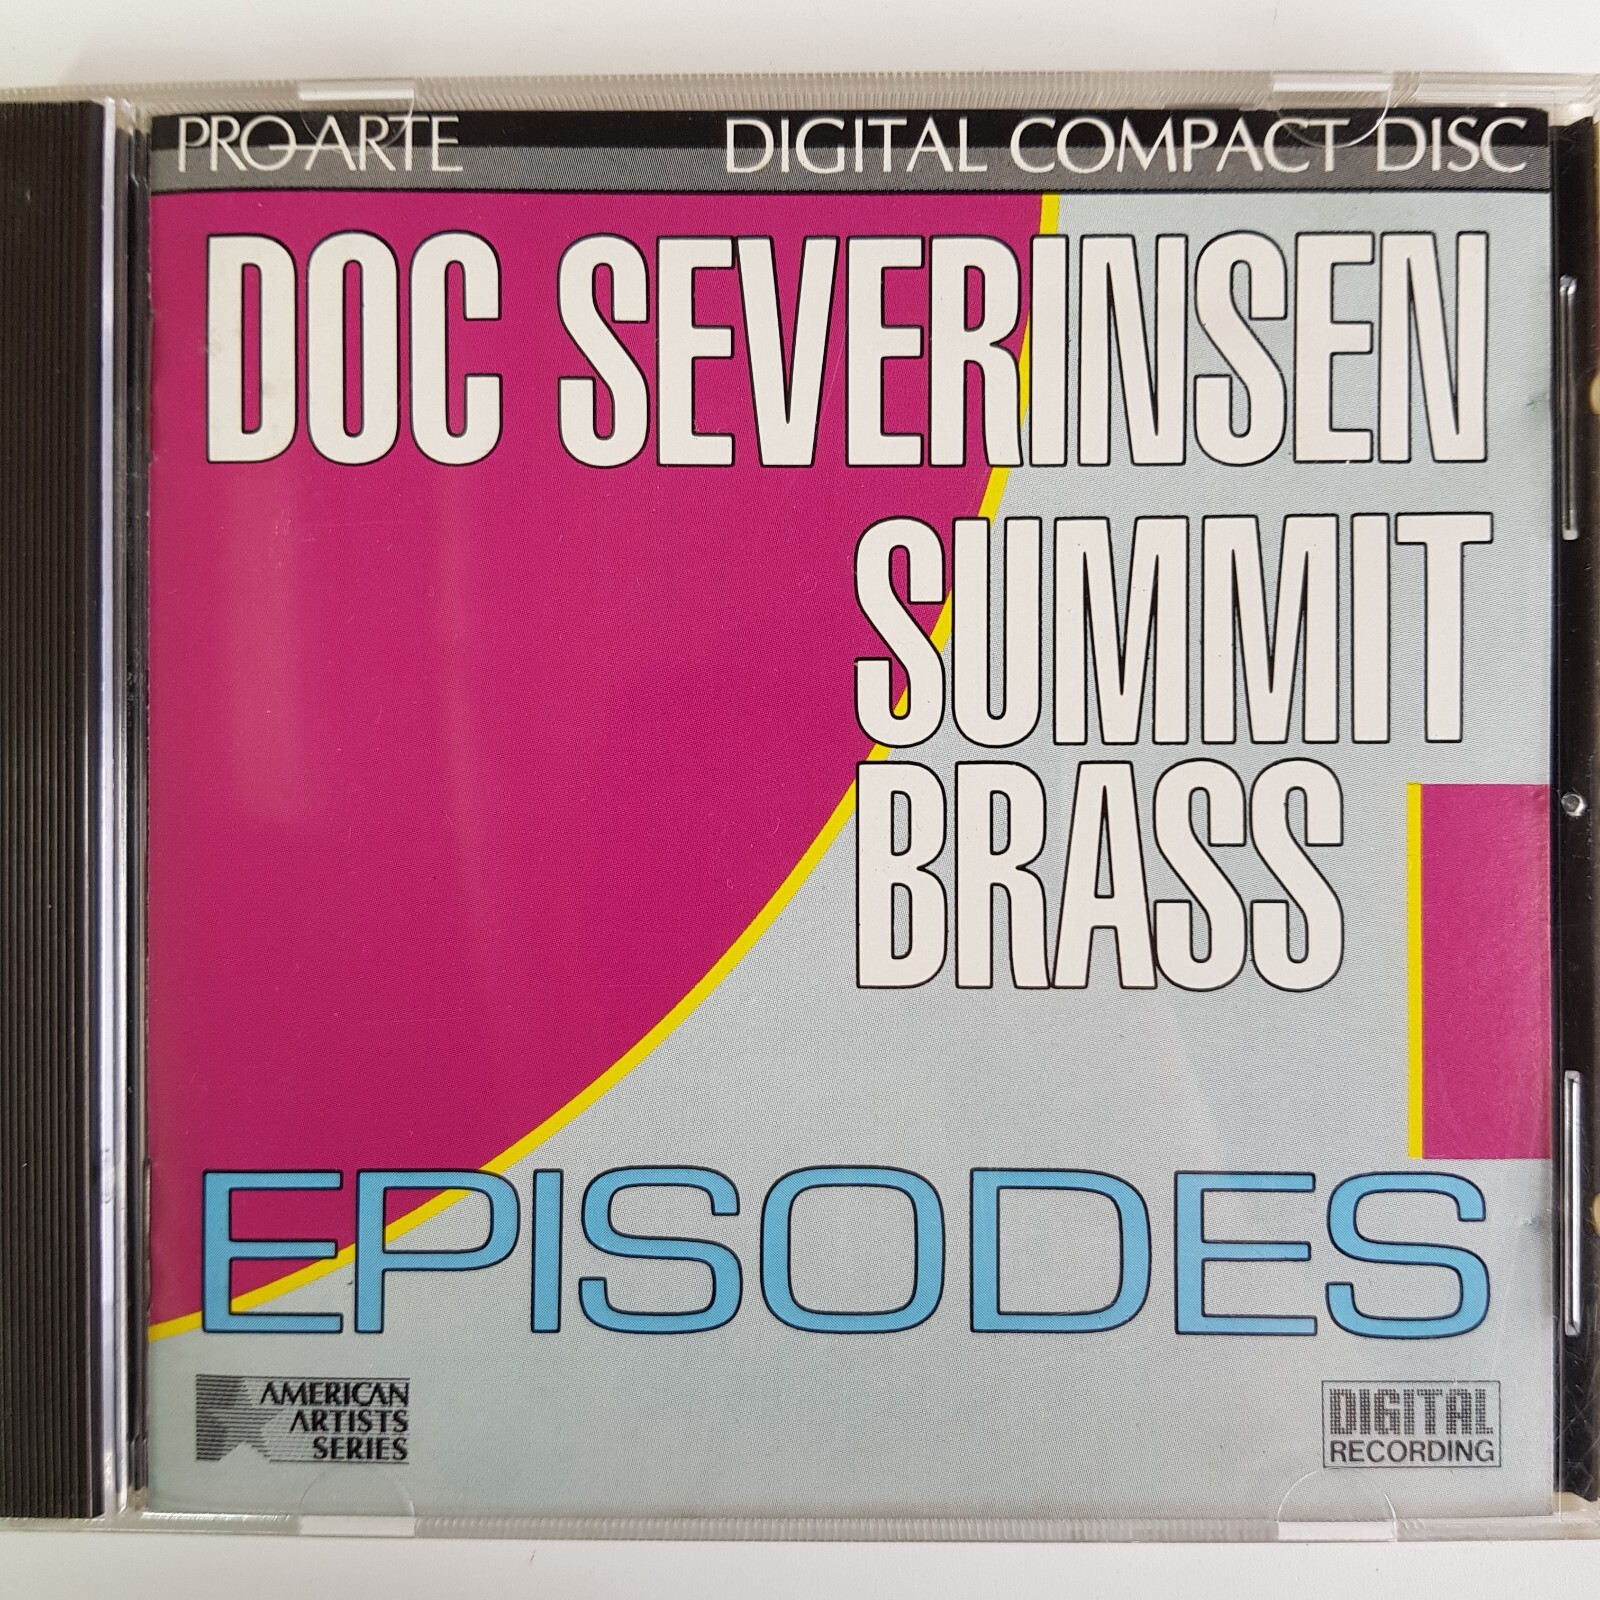 PRO-ARTE DIGITAL COMPACT DISC
DOC SEVERINSEN
SUMMIT
BRASS
EPISODES
AMERICAN
ARTISTS
SERIES
DIGITAL
RECORDING